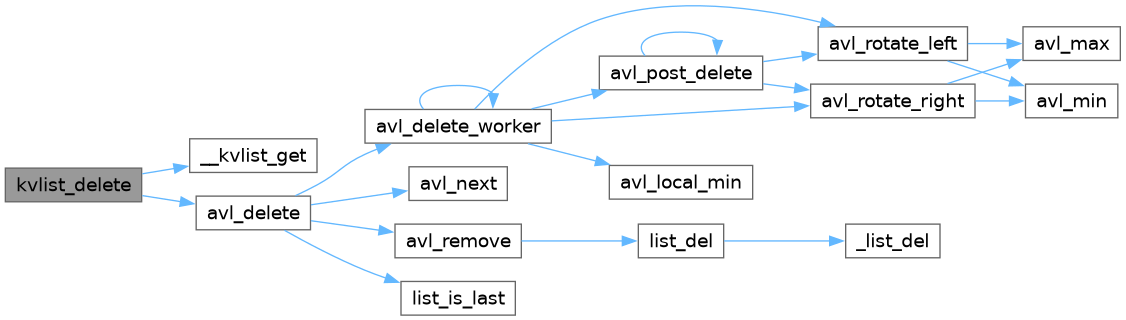 kvlist_delete
__kvlist_get
avl_delete
avl_delete_worker
avl_next
avl_remove
list_is_last
avl_post_delete
avl_local_min
list_del
_list_del
avl_rotate_left
avl_rotate_right
avl_max
avl_min